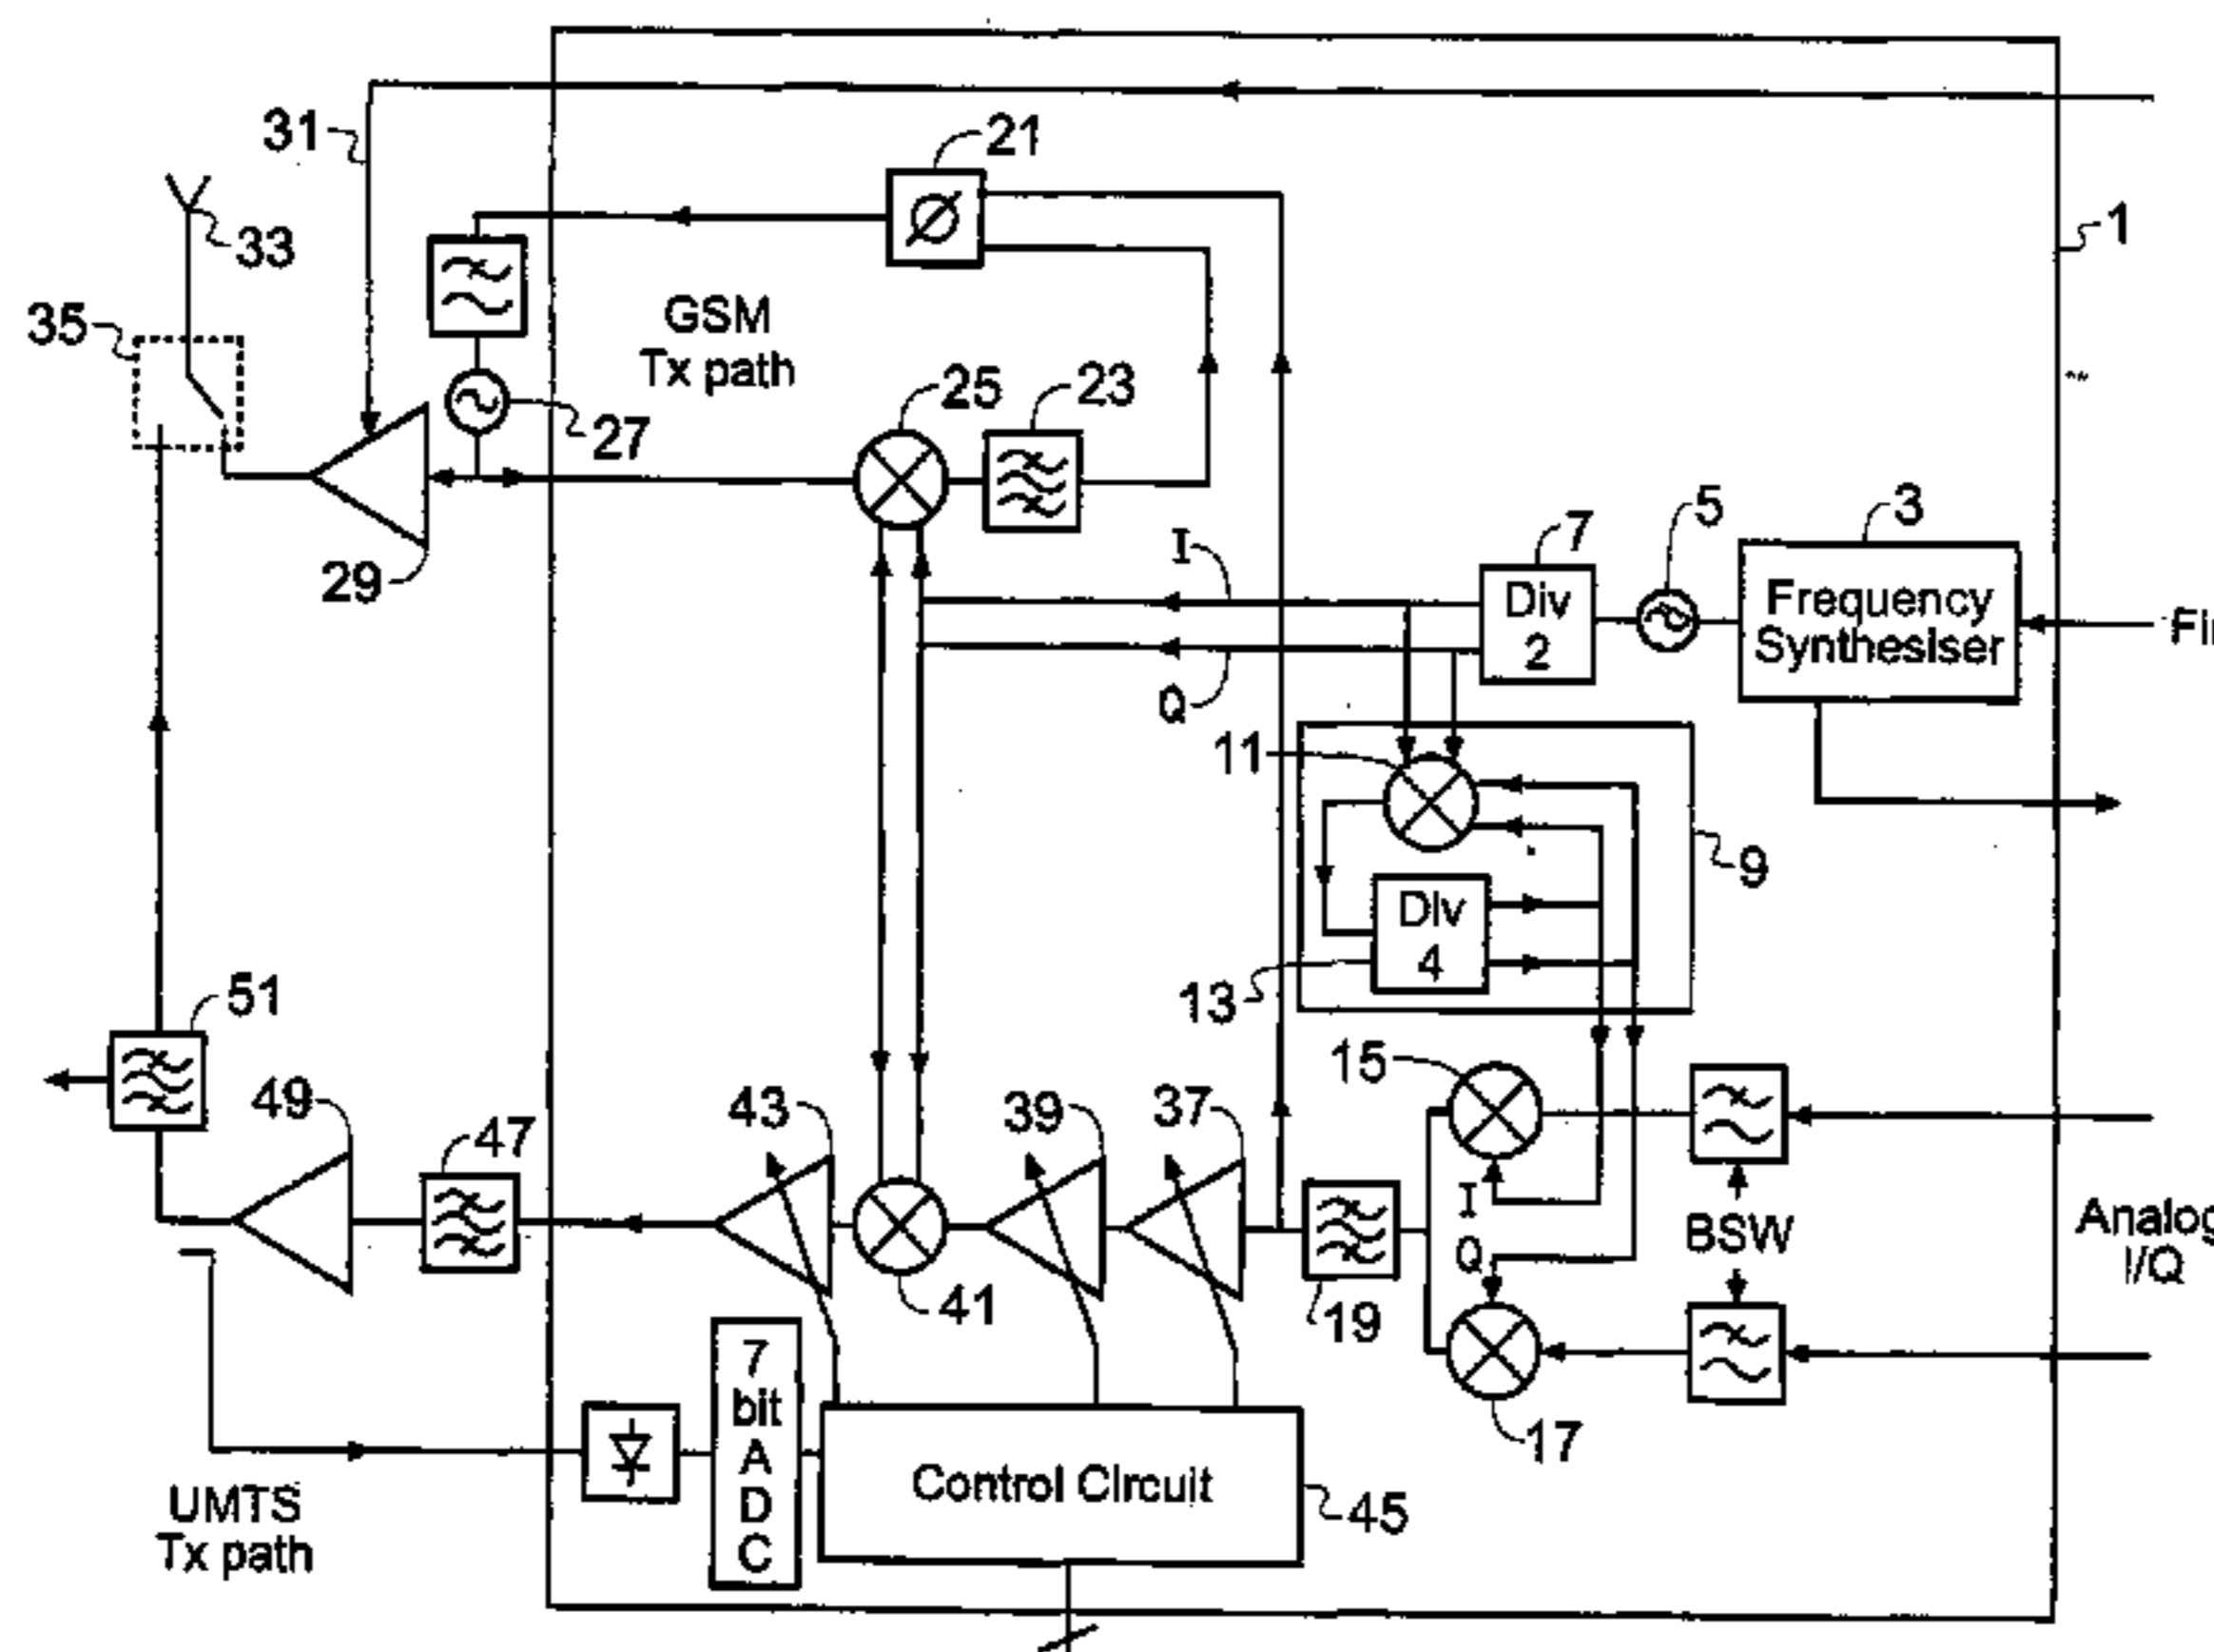 31
21
1
33
35
GSM
Tx path
25
23
27
29
I
7
5
3
Div
2
Frequency
Synthesiser
Q
11
9
Div
4
13
51
49
47
43
39
37
15
I
Q
BSW
Analog
I/Q
41
19
17
7
bit
A
D
C
Control Circuit
45
UMTS
Tx path